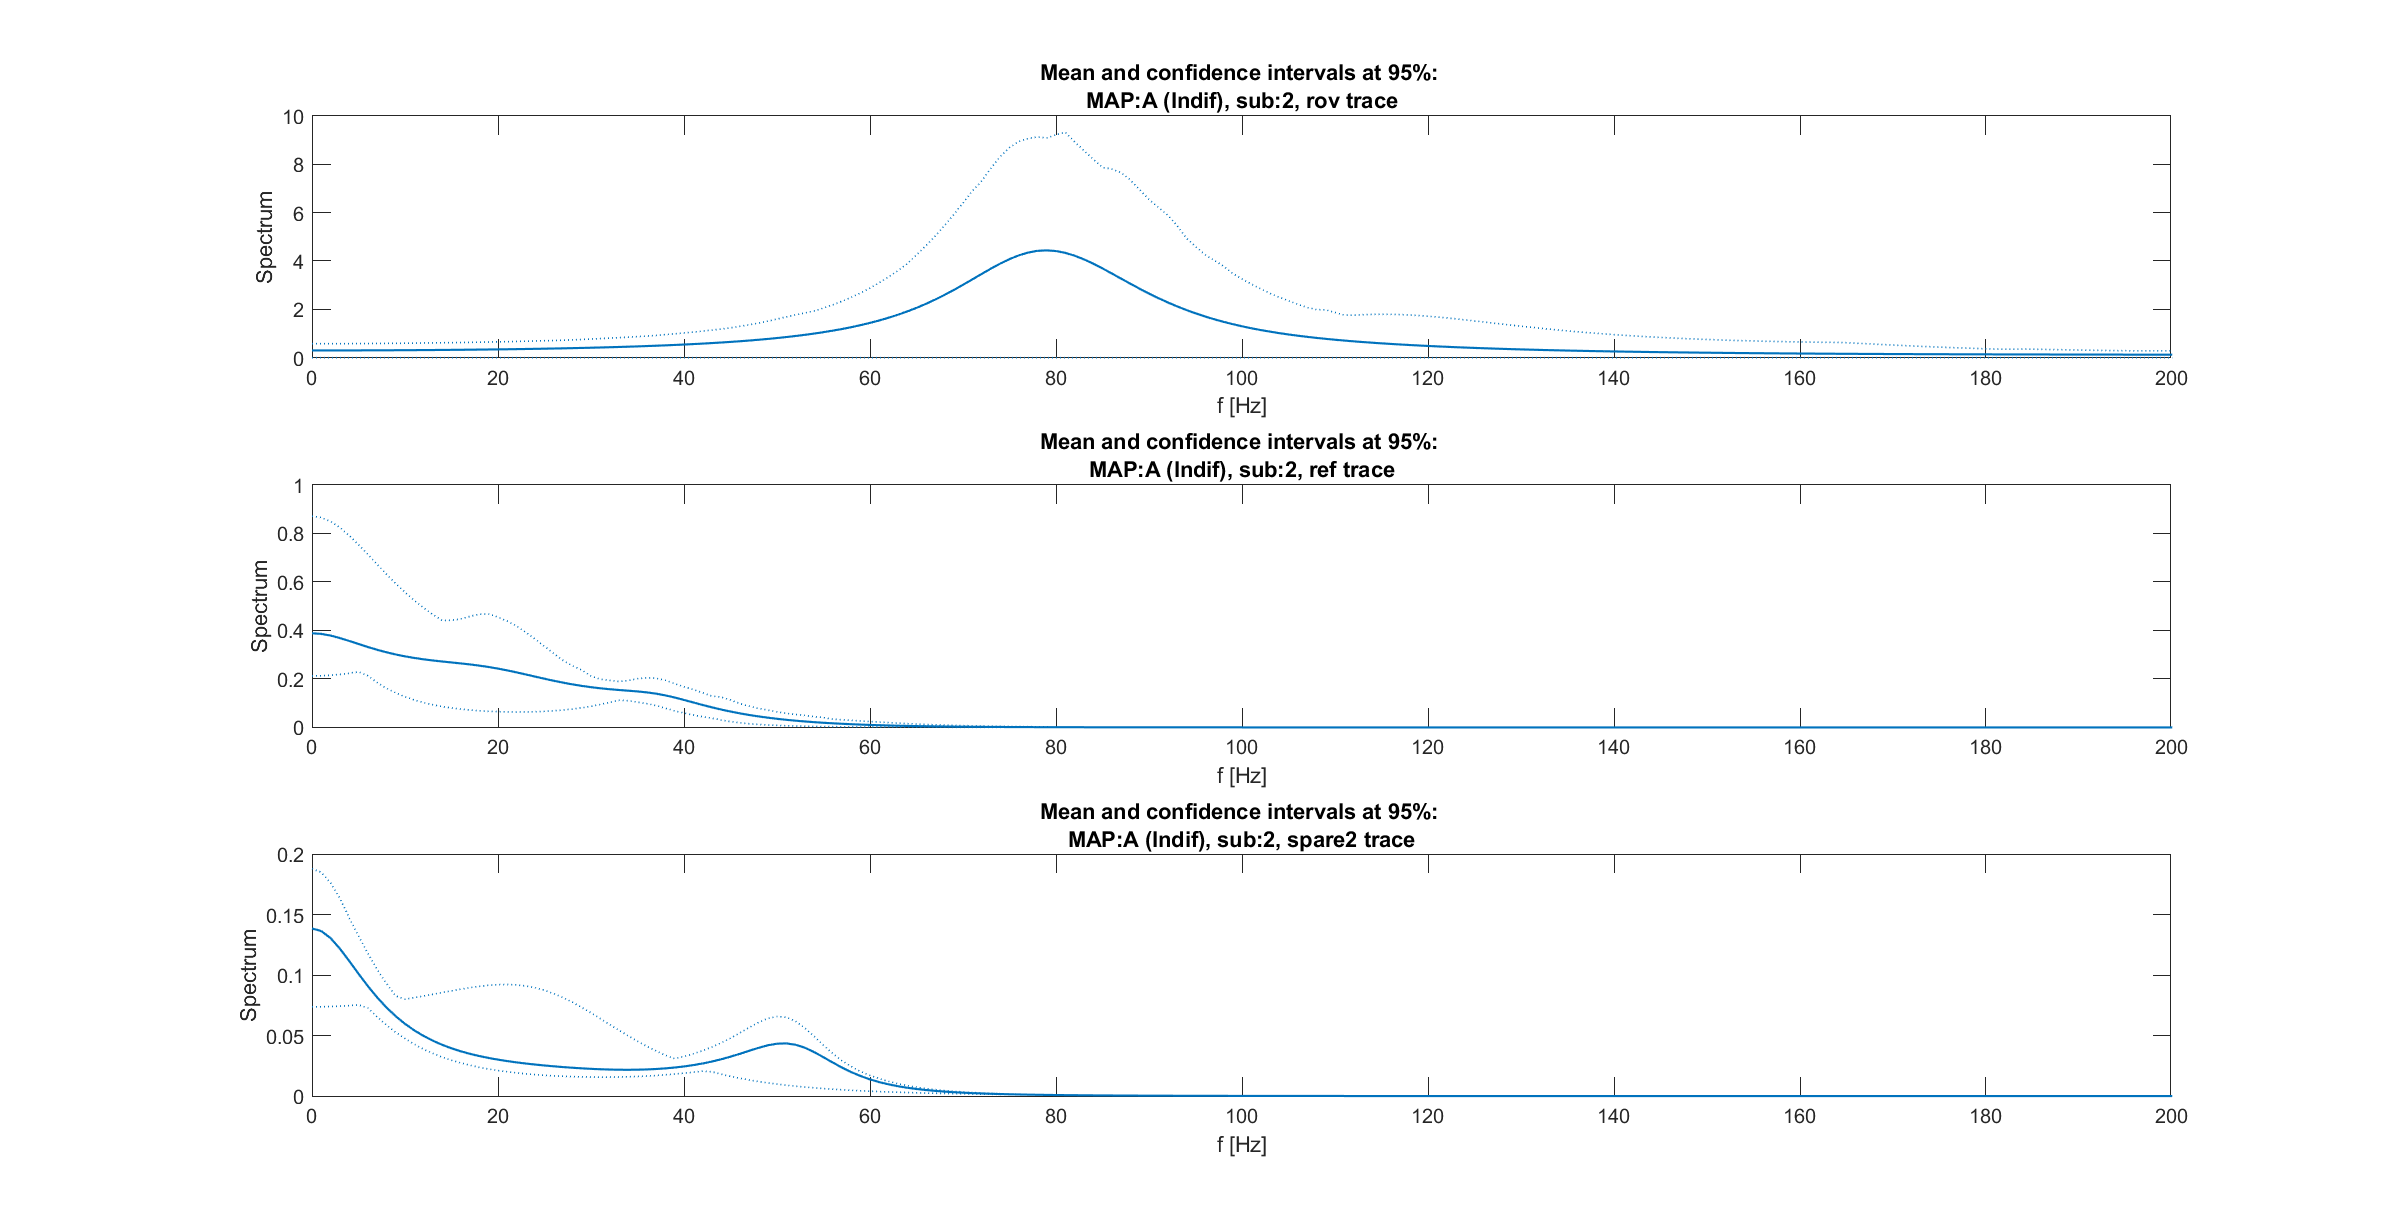 Mean and confidence intervals at 95%:
MAP:A (Indif), sub:2, rov trace
10
8
6
4
2
0
Spectrum
0 20 40 60 80 100 120 140 160 180 200
f [Hz]
Mean and confidence intervals at 95%:
MAP:A (Indif), sub:2, ref trace
1
0.8
0.6
0.4
0.2
0
Spectrum
0 20 40 60 80 100 120 140 160 180 200
f [Hz]
Mean and confidence intervals at 95%:
MAP:A (Indif), sub:2, spare2 trace
0.2
0.15
0.1
0.05
0
Spectrum
0 20 40 60 80 100 120 140 160 180 200
f [Hz]